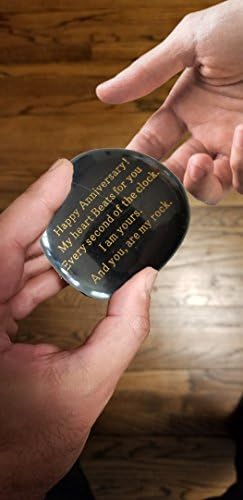 Happy Anniversary!
My heart Beats for you
Every second of the clock.
I am yours.
And you, are my rock.